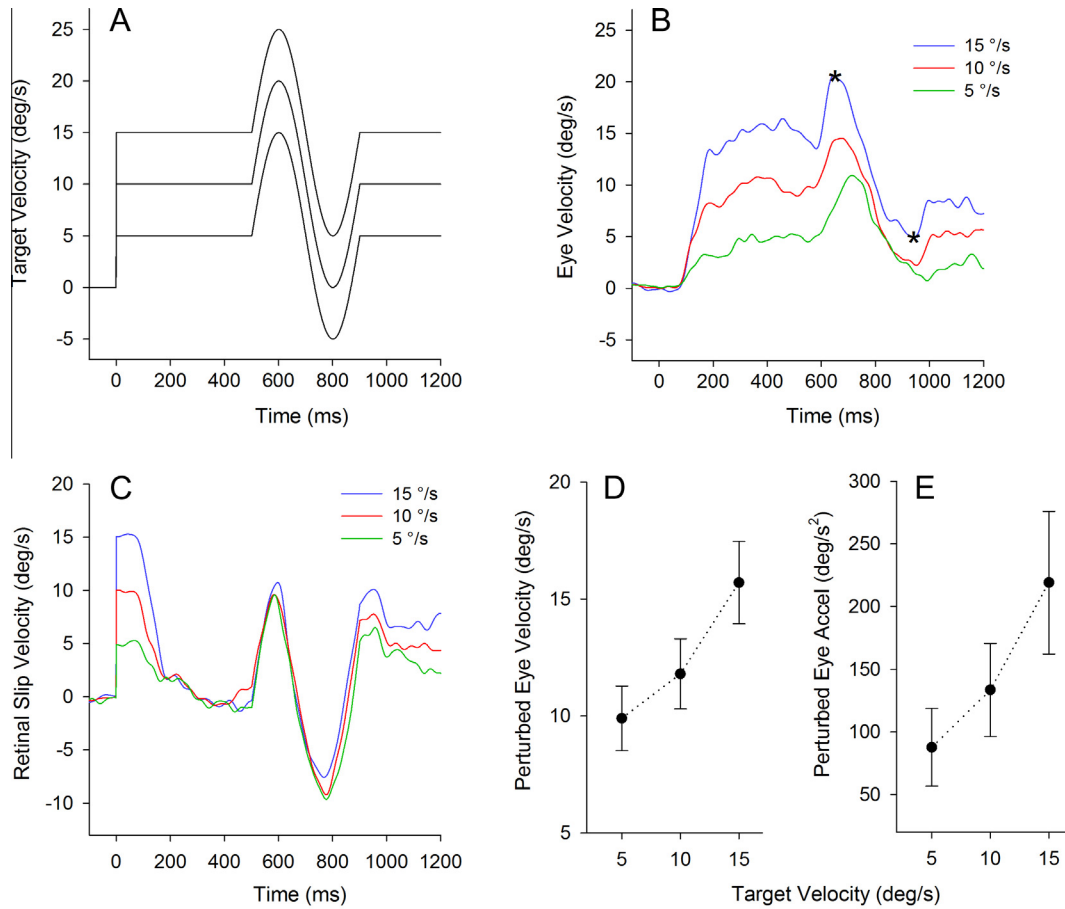 A
Target Velocity (deg/s)
25
20
15
10
5
0
-5
0 200 400 600 800 1000 1200
Time (ms)
B
Eye Velocity (deg/s)
25
20
15
10
5
0
-5
15 °/s
10 °/s
5 °/s
*
*
0 200 400 600 800 1000 1200
Time (ms)
C
Retinal Slip Velocity (deg/s)
20
15
10
5
0
-5
-10
15 °/s
10 °/s
5 °/s
0 200 400 600 800 1000 1200
Time (ms)
D
Perturbed Eye Velocity (deg/s)
20
15
10
5
5 10 15
E
Perturbed Eye Accel (deg/s²)
300
250
200
150
100
50
5 10 15
Target Velocity (deg/s)